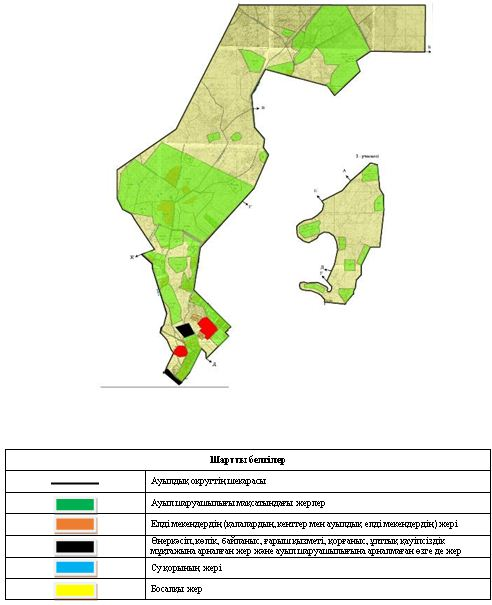 2 - учаскесі
Шартты белгілер
Ауылдық округтің шекарасы
Ауыл шаруашылығы мақсатындағы жерлер
Елді мекендердің (қалалардың, кенттер мен ауылдық елді мекендердің) жері
Өнеркәсіп, көлік, байланыс, ғарыш қызметі, қорғаныс, ұлттық қауіпсіздік
мұқтажына арналған жер және ауыл шаруашылығына арналмаған өзге де жер
Су қорының жері
Босалқы жер